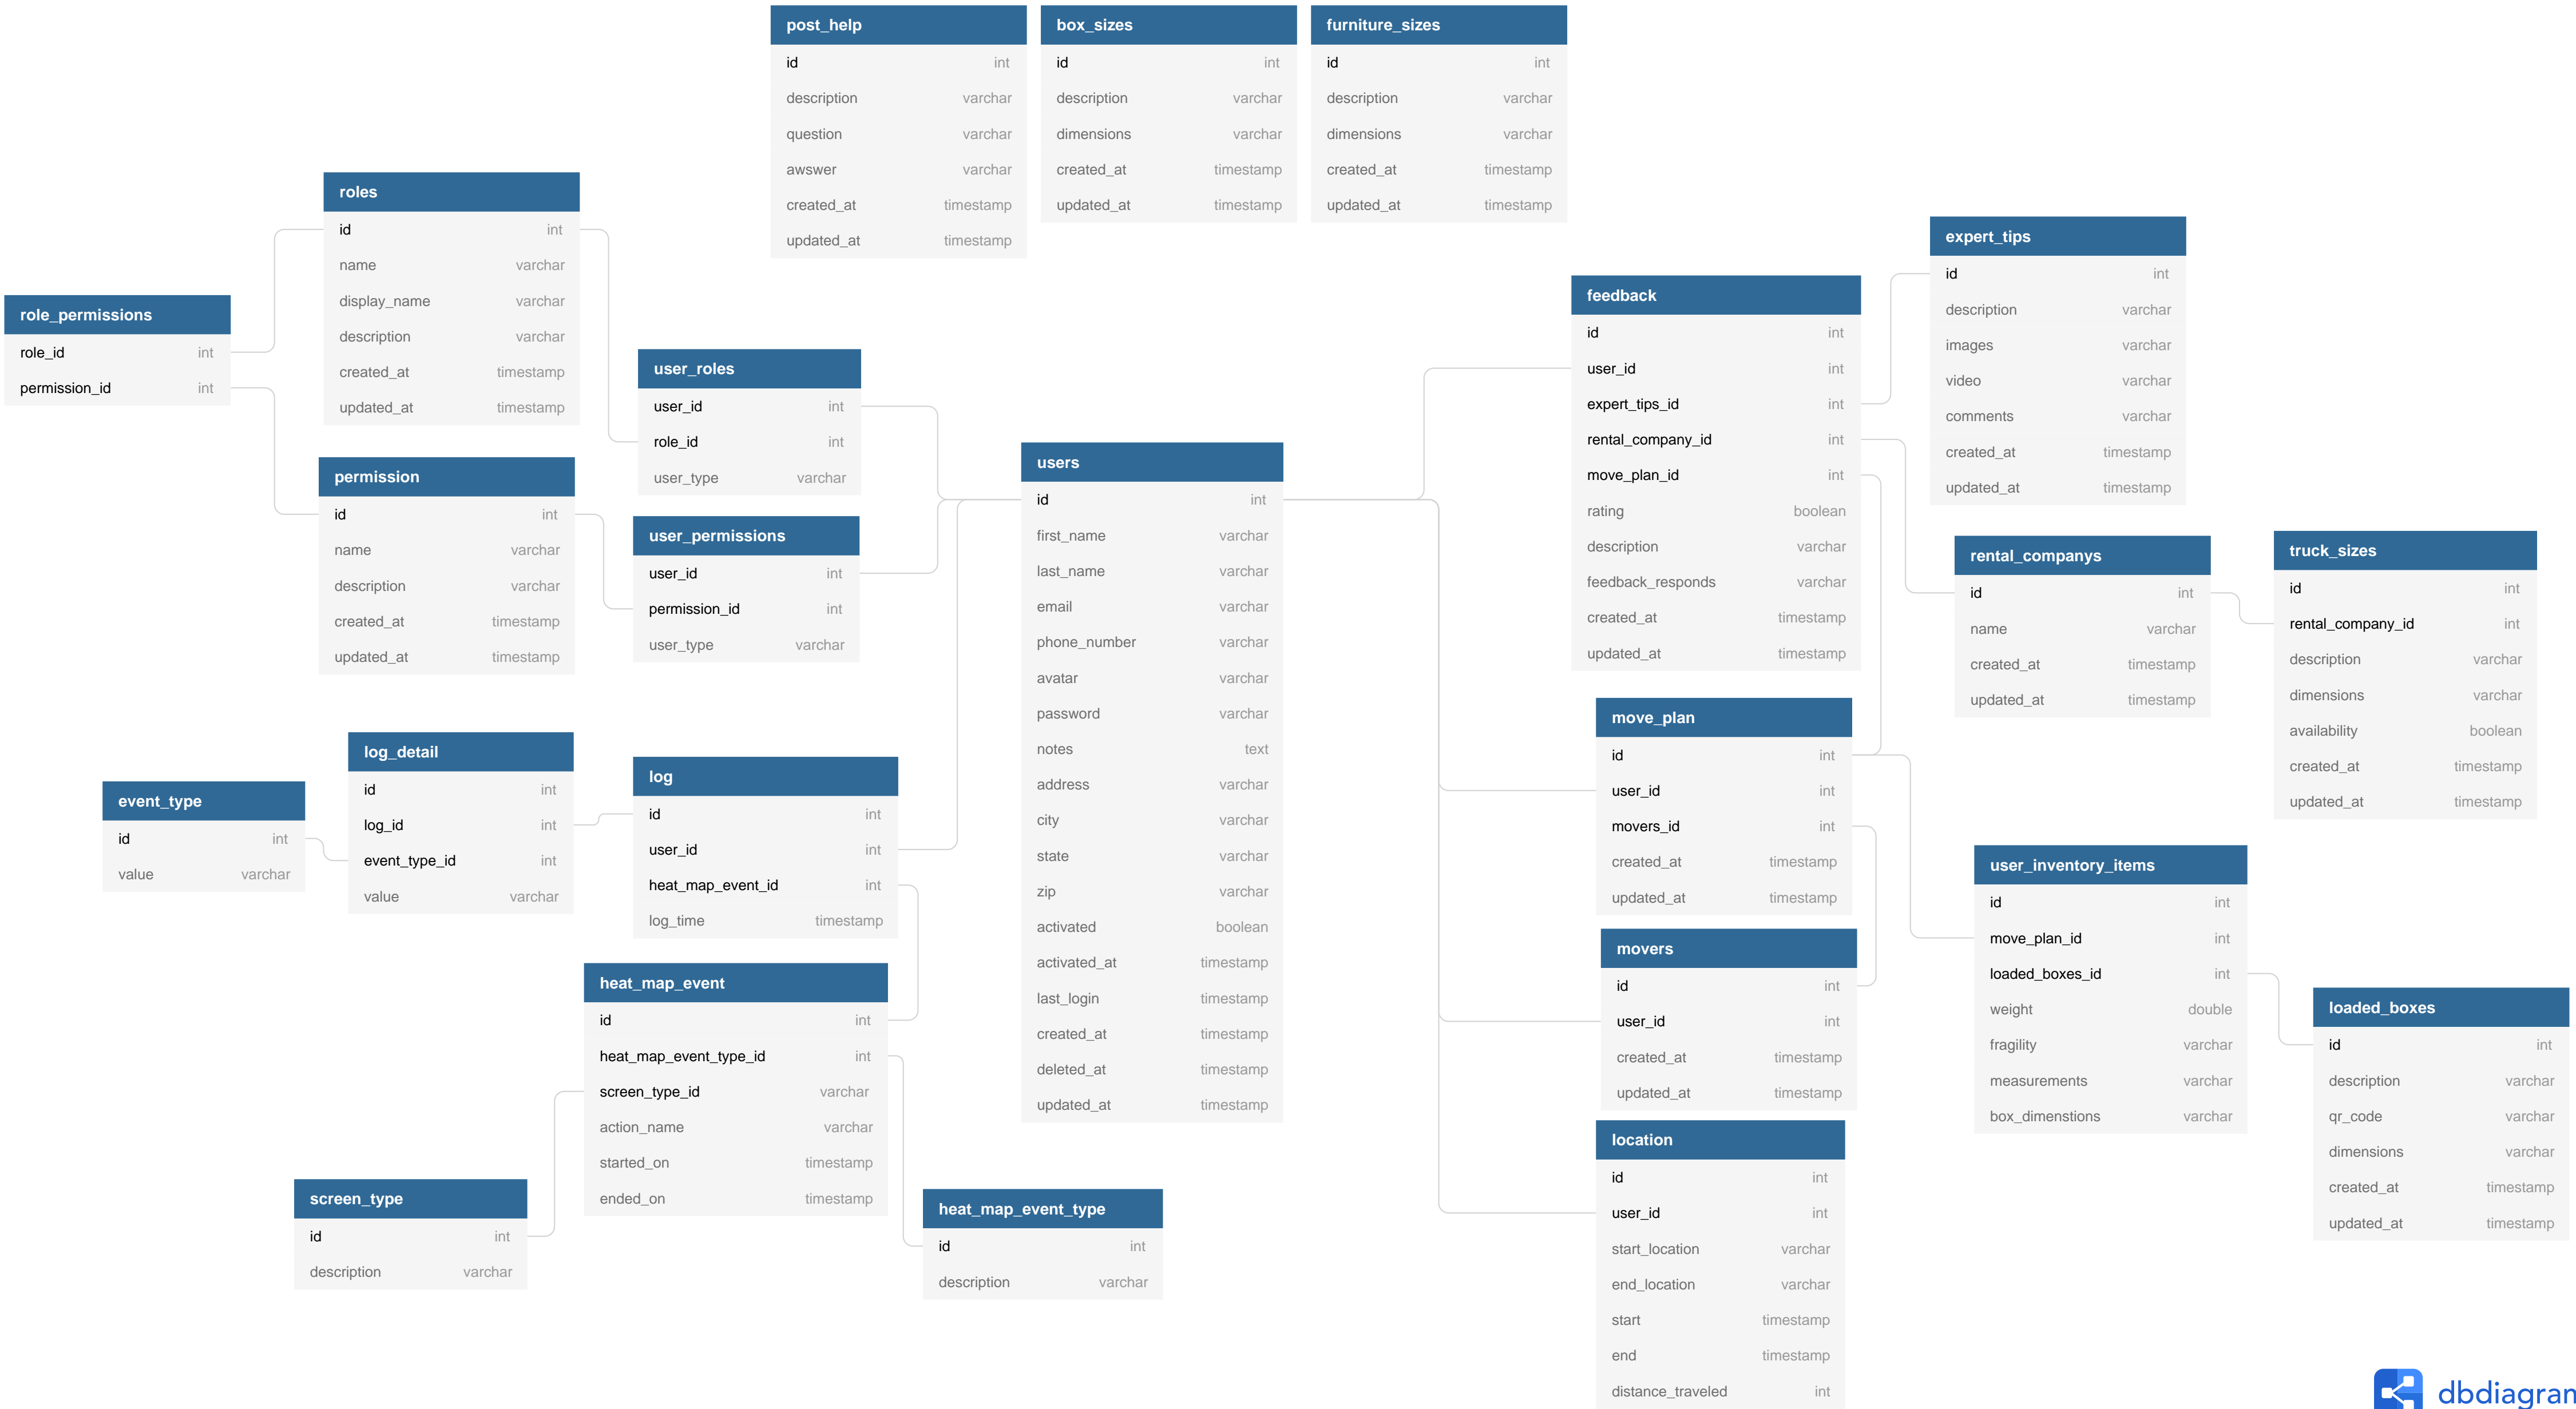 post_help
id int
description varchar
question varchar
awswer varchar
created_at timestamp
updated_at timestamp
box_sizes
id int
description varchar
dimensions varchar
created_at timestamp
updated_at timestamp
furniture_sizes
id int
description varchar
dimensions varchar
created_at timestamp
updated_at timestamp
roles
id int
name varchar
display_name varchar
description varchar
created_at timestamp
updated_at timestamp
role_permissions
role_id int
permission_id int
permission
id int
name varchar
description varchar
created_at timestamp
updated_at timestamp
user_roles
user_id int
role_id int
user_type varchar
user_permissions
user_id int
permission_id int
user_type varchar
event_type
id int
value varchar
log_detail
id int
log_id int
event_type_id int
value varchar
log
id int
user_id int
heat_map_event_id int
log_time timestamp
heat_map_event
id int
heat_map_event_type_id int
screen_type_id varchar
action_name varchar
started_on timestamp
ended_on timestamp
screen_type
id int
description varchar
heat_map_event_type
id int
description varchar
users
id int
first_name varchar
last_name varchar
email varchar
phone_number varchar
avatar varchar
password varchar
notes text
address varchar
city varchar
state varchar
zip varchar
activated boolean
activated_at timestamp
last_login timestamp
created_at timestamp
deleted_at timestamp
updated_at timestamp
feedback
id int
user_id int
expert_tips_id int
rental_company_id int
move_plan_id int
rating boolean
description varchar
feedback_responds varchar
created_at timestamp
updated_at timestamp
move_plan
id int
user_id int
movers_id int
created_at timestamp
updated_at timestamp
movers
id int
user_id int
created_at timestamp
updated_at timestamp
location
id int
user_id int
start_location varchar
end_location varchar
start timestamp
end timestamp
distance_traveled int
expert_tips
id int
description varchar
images varchar
video varchar
comments varchar
created_at timestamp
updated_at timestamp
rental_companys
id int
name varchar
created_at timestamp
updated_at timestamp
truck_sizes
id int
rental_company_id int
description varchar
dimensions varchar
availability boolean
created_at timestamp
updated_at timestamp
user_inventory_items
id int
move_plan_id int
loaded_boxes_id int
weight double
fragility varchar
measurements varchar
box_dimenstions varchar
loaded_boxes
id int
description varchar
qr_code varchar
dimensions varchar
created_at timestamp
updated_at timestamp
dbdiagran